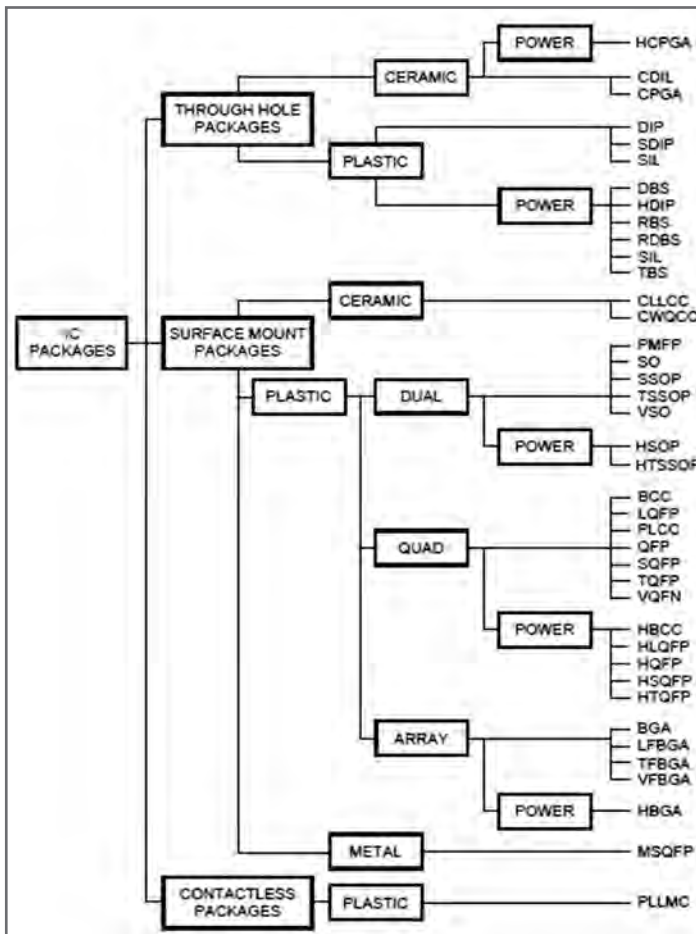 POWER
HCPGA
CERAMIC
CDIL
CPGA
THROUGH HOLE
PACKAGES
DIP
PLASTIC
SDIP
SIL
DBS
POWER
HDIP
RBS
RDBS
SIL
TBS
CERAMIC
CLLCC
CWQCC
IC
PACKAGES
SURFACE MOUNT
PACKAGES
PMFP
SO
SSOP
PLASTIC
DUAL
TSSOP
VSO
POWER
HSOP
HTSSOP
BCC
LQFP
PLCC
QUAD
QFP
SQFP
TQFP
VQFN
POWER
HBCC
HLQFP
HQFP
HSQFP
HTQFP
BGA
ARRAY
LFBGA
TFBGA
VFBGA
POWER
HBGA
METAL
MSQFP
CONTACTLESS
PACKAGES
PLASTIC
PLLMC